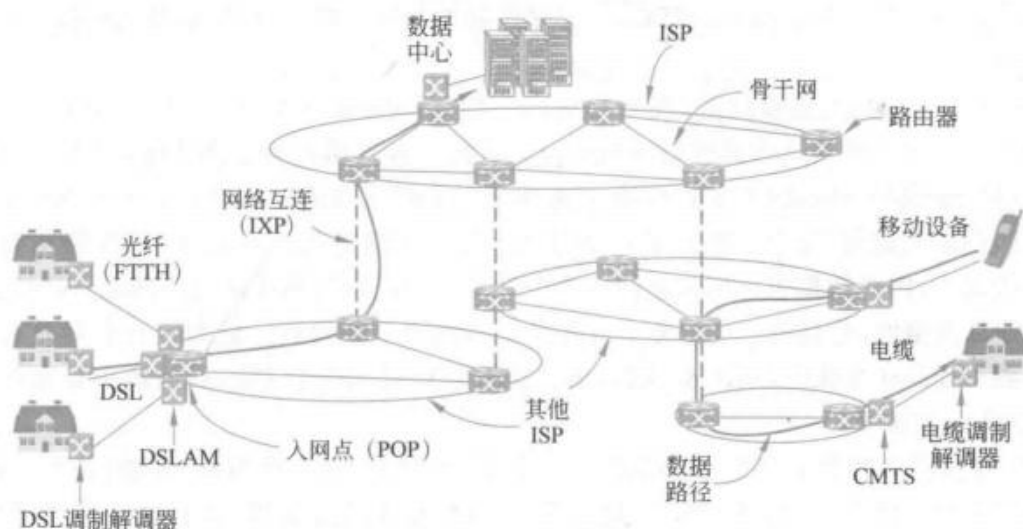 数据
中心
ISP
骨干网
路由器
网络互连
(IXP)
移动设备
光纤
(FTTH)
电缆
DSL
其他
ISP
入网点（POP）
DSLAM
数据
路径
电缆调制
解调器
CMTS
DSL调制解调器